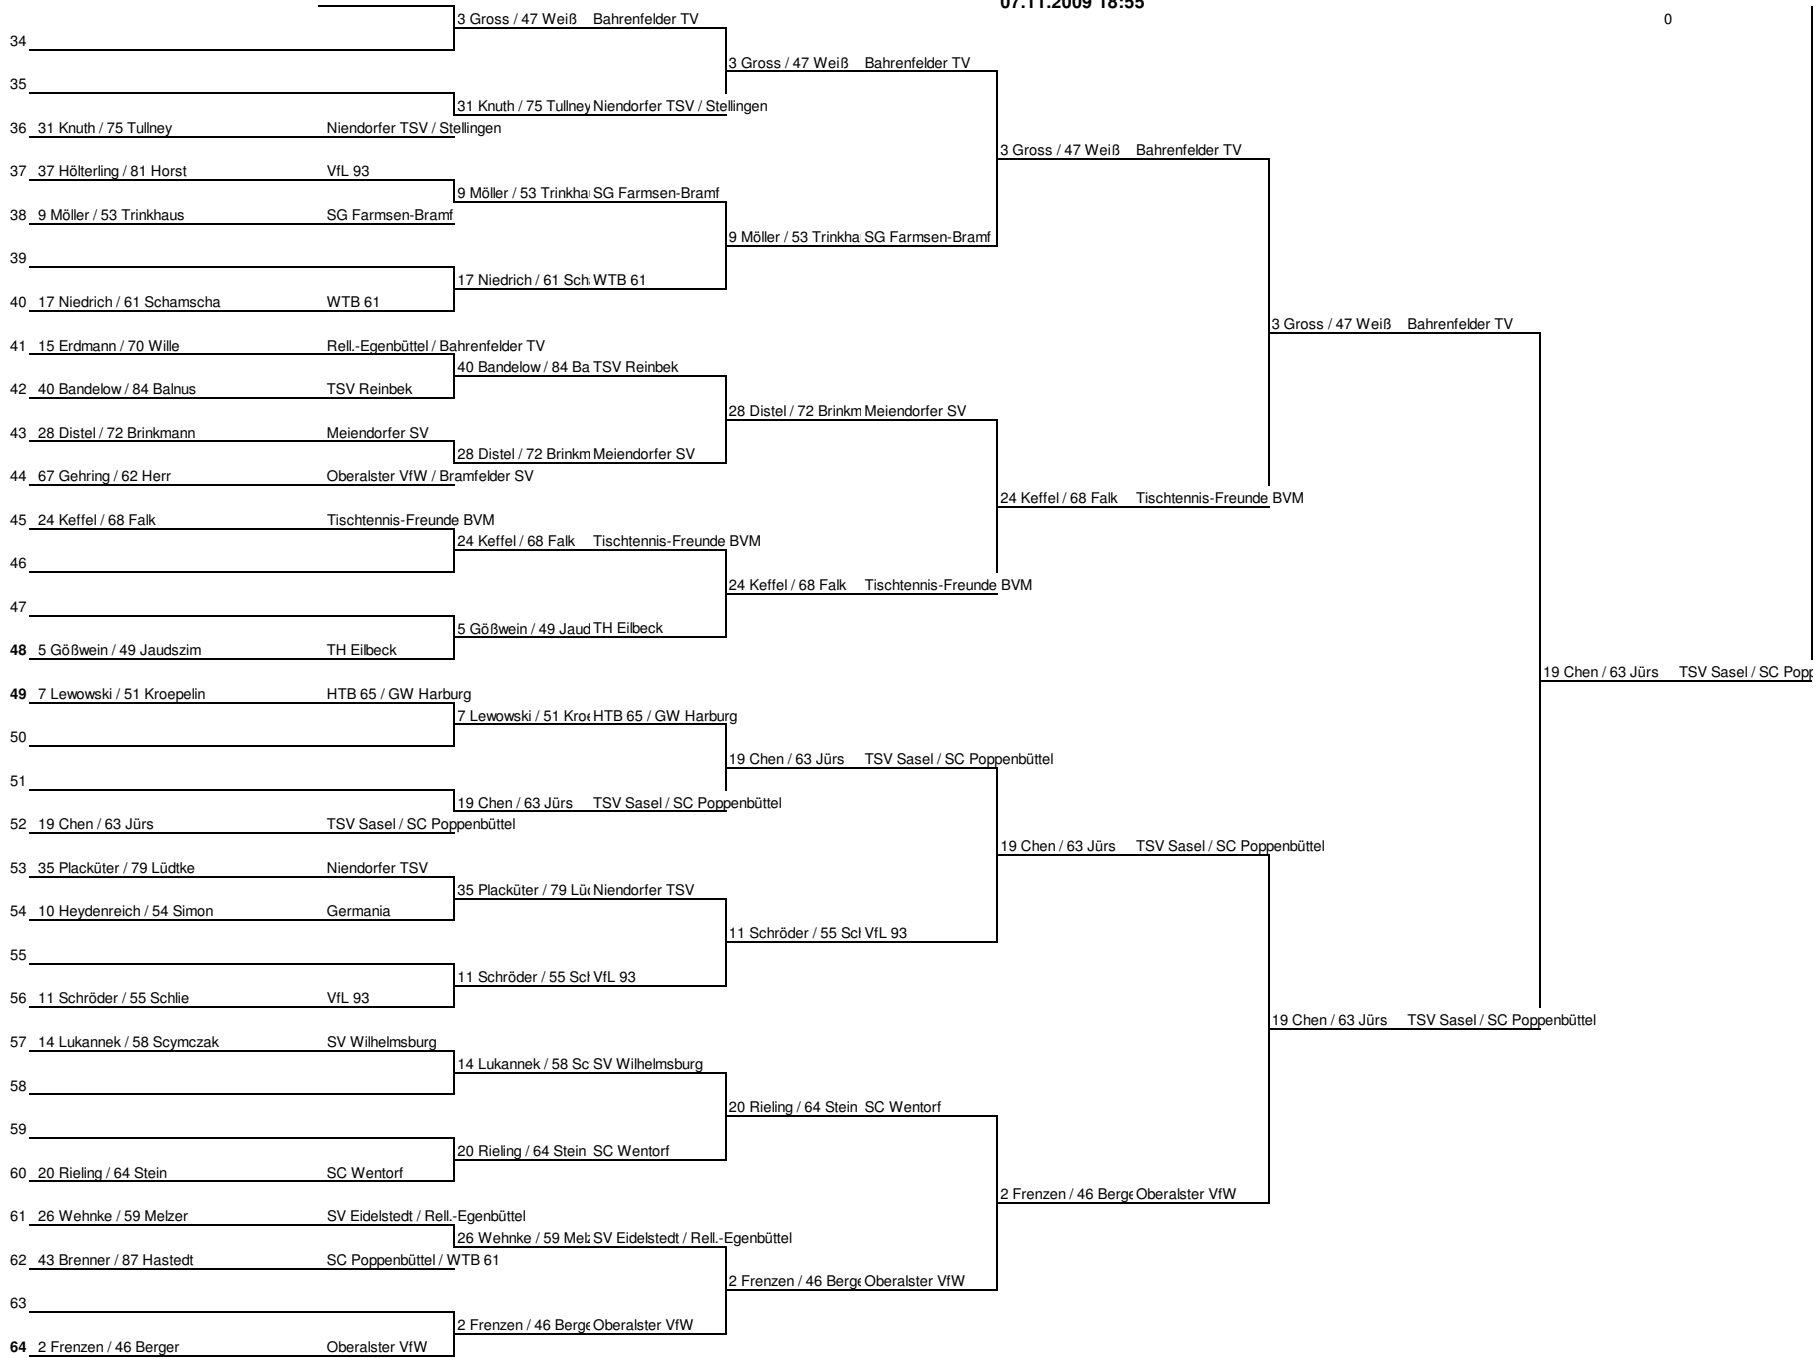 07.11.2009 18:55
0
3 Gross / 47 Weiß Bahrenfelder TV
34
3 Gross / 47 Weiß Bahrenfelder TV
35
31 Knuth / 75 Tullney Niendorfer TSV / Stellingen
36 31 Knuth / 75 Tullney Niendorfer TSV / Stellingen
3 Gross / 47 Weiß Bahrenfelder TV
37 37 Hölterling / 81 Horst VfL 93
9 Möller / 53 Trinkha SG Farmsen-Bramf
38 9 Möller / 53 Trinkhaus SG Farmsen-Bramf
9 Möller / 53 Trinkha SG Farmsen-Bramf
39
17 Niedrich / 61 Sch WTB 61
40 17 Niedrich / 61 Schamscha WTB 61
3 Gross / 47 Weiß Bahrenfelder TV
41 15 Erdmann / 70 Wille Rell.-Egenbüttel / Bahrenfelder TV
40 Bandelow / 84 Ba TSV Reinbek
42 40 Bandelow / 84 Balnus TSV Reinbek
28 Distel / 72 Brinkm Meiendorfer SV
43 28 Distel / 72 Brinkmann Meiendorfer SV
28 Distel / 72 Brinkm Meiendorfer SV
44 67 Gehring / 62 Herr Oberalster VfW / Bramfelder SV
24 Keffel / 68 Falk Tischtennis-Freunde BVM
45 24 Keffel / 68 Falk Tischtennis-Freunde BVM
24 Keffel / 68 Falk Tischtennis-Freunde BVM
46
24 Keffel / 68 Falk Tischtennis-Freunde BVM
47
5 Gößwein / 49 Jaud TH Eilbeck
48 5 Gößwein / 49 Jaudszim TH Eilbeck
19 Chen / 63 Jürs TSV Sasel / SC Popp
49 7 Lewowski / 51 Kroepelin HTB 65 / GW Harburg
7 Lewowski / 51 Kroe HTB 65 / GW Harburg
50
19 Chen / 63 Jürs TSV Sasel / SC Poppenbüttel
51
19 Chen / 63 Jürs TSV Sasel / SC Poppenbüttel
52 19 Chen / 63 Jürs TSV Sasel / SC Poppenbüttel
19 Chen / 63 Jürs TSV Sasel / SC Poppenbüttel
53 35 Placküter / 79 Lüdtke Niendorfer TSV
35 Placküter / 79 Lüd Niendorfer TSV
54 10 Heydenreich / 54 Simon Germania
11 Schröder / 55 Schl VfL 93
55
11 Schröder / 55 Schl VfL 93
56 11 Schröder / 55 Schlie VfL 93
19 Chen / 63 Jürs TSV Sasel / SC Poppenbüttel
57 14 Lukannek / 58 Scymczak SV Wilhelmsburg
14 Lukannek / 58 Sc SV Wilhelmsburg
58
20 Rieling / 64 Stein SC Wentorf
59
20 Rieling / 64 Stein SC Wentorf
60 20 Rieling / 64 Stein SC Wentorf
2 Frenzen / 46 Berge Oberalster VfW
61 26 Wehnke / 59 Melzer SV Eidelstedt / Rell.-Egenbüttel
26 Wehnke / 59 Melz SV Eidelstedt / Rell.-Egenbüttel
62 43 Brenner / 87 Hastedt SC Poppenbüttel / WTB 61
2 Frenzen / 46 Berge Oberalster VfW
63
2 Frenzen / 46 Berge Oberalster VfW
64 2 Frenzen / 46 Berger Oberalster VfW